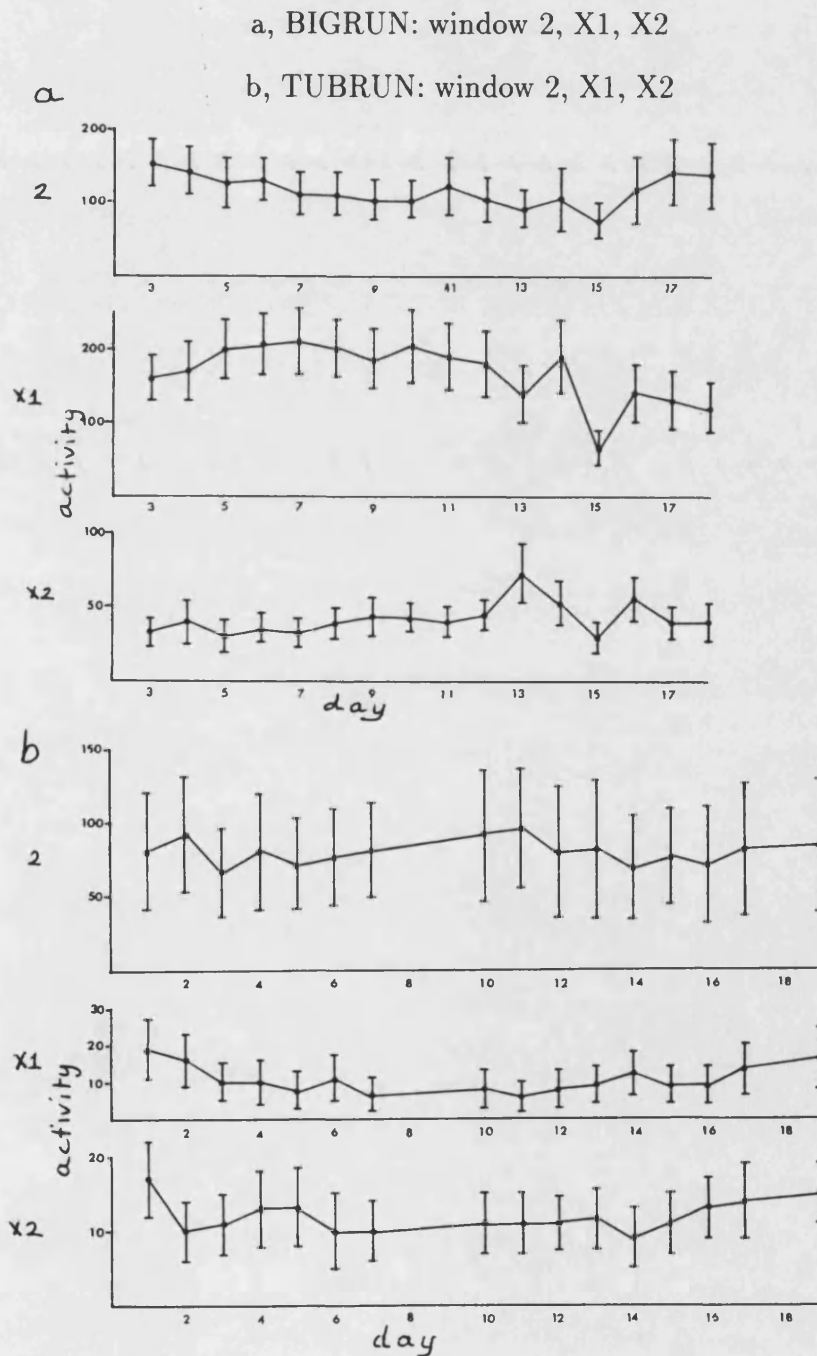 a, BIGRUN: window 2, X1, X2
b, TUBRUN: window 2, X1, X2
a
200
100
2
3 5 7 9 41 13 15 17
200
100
X1
activity
3 5 7 9 11 13 15 17
100
50
X2
3 5 7 9 11 13 15 17
day
b
150
100
50
2
2 4 6 8 10 12 14 16 18
30
20
10
X1
activity
2 4 6 8 10 12 14 16 18
20
10
X2
2 4 6 8 10 12 14 16 18
day